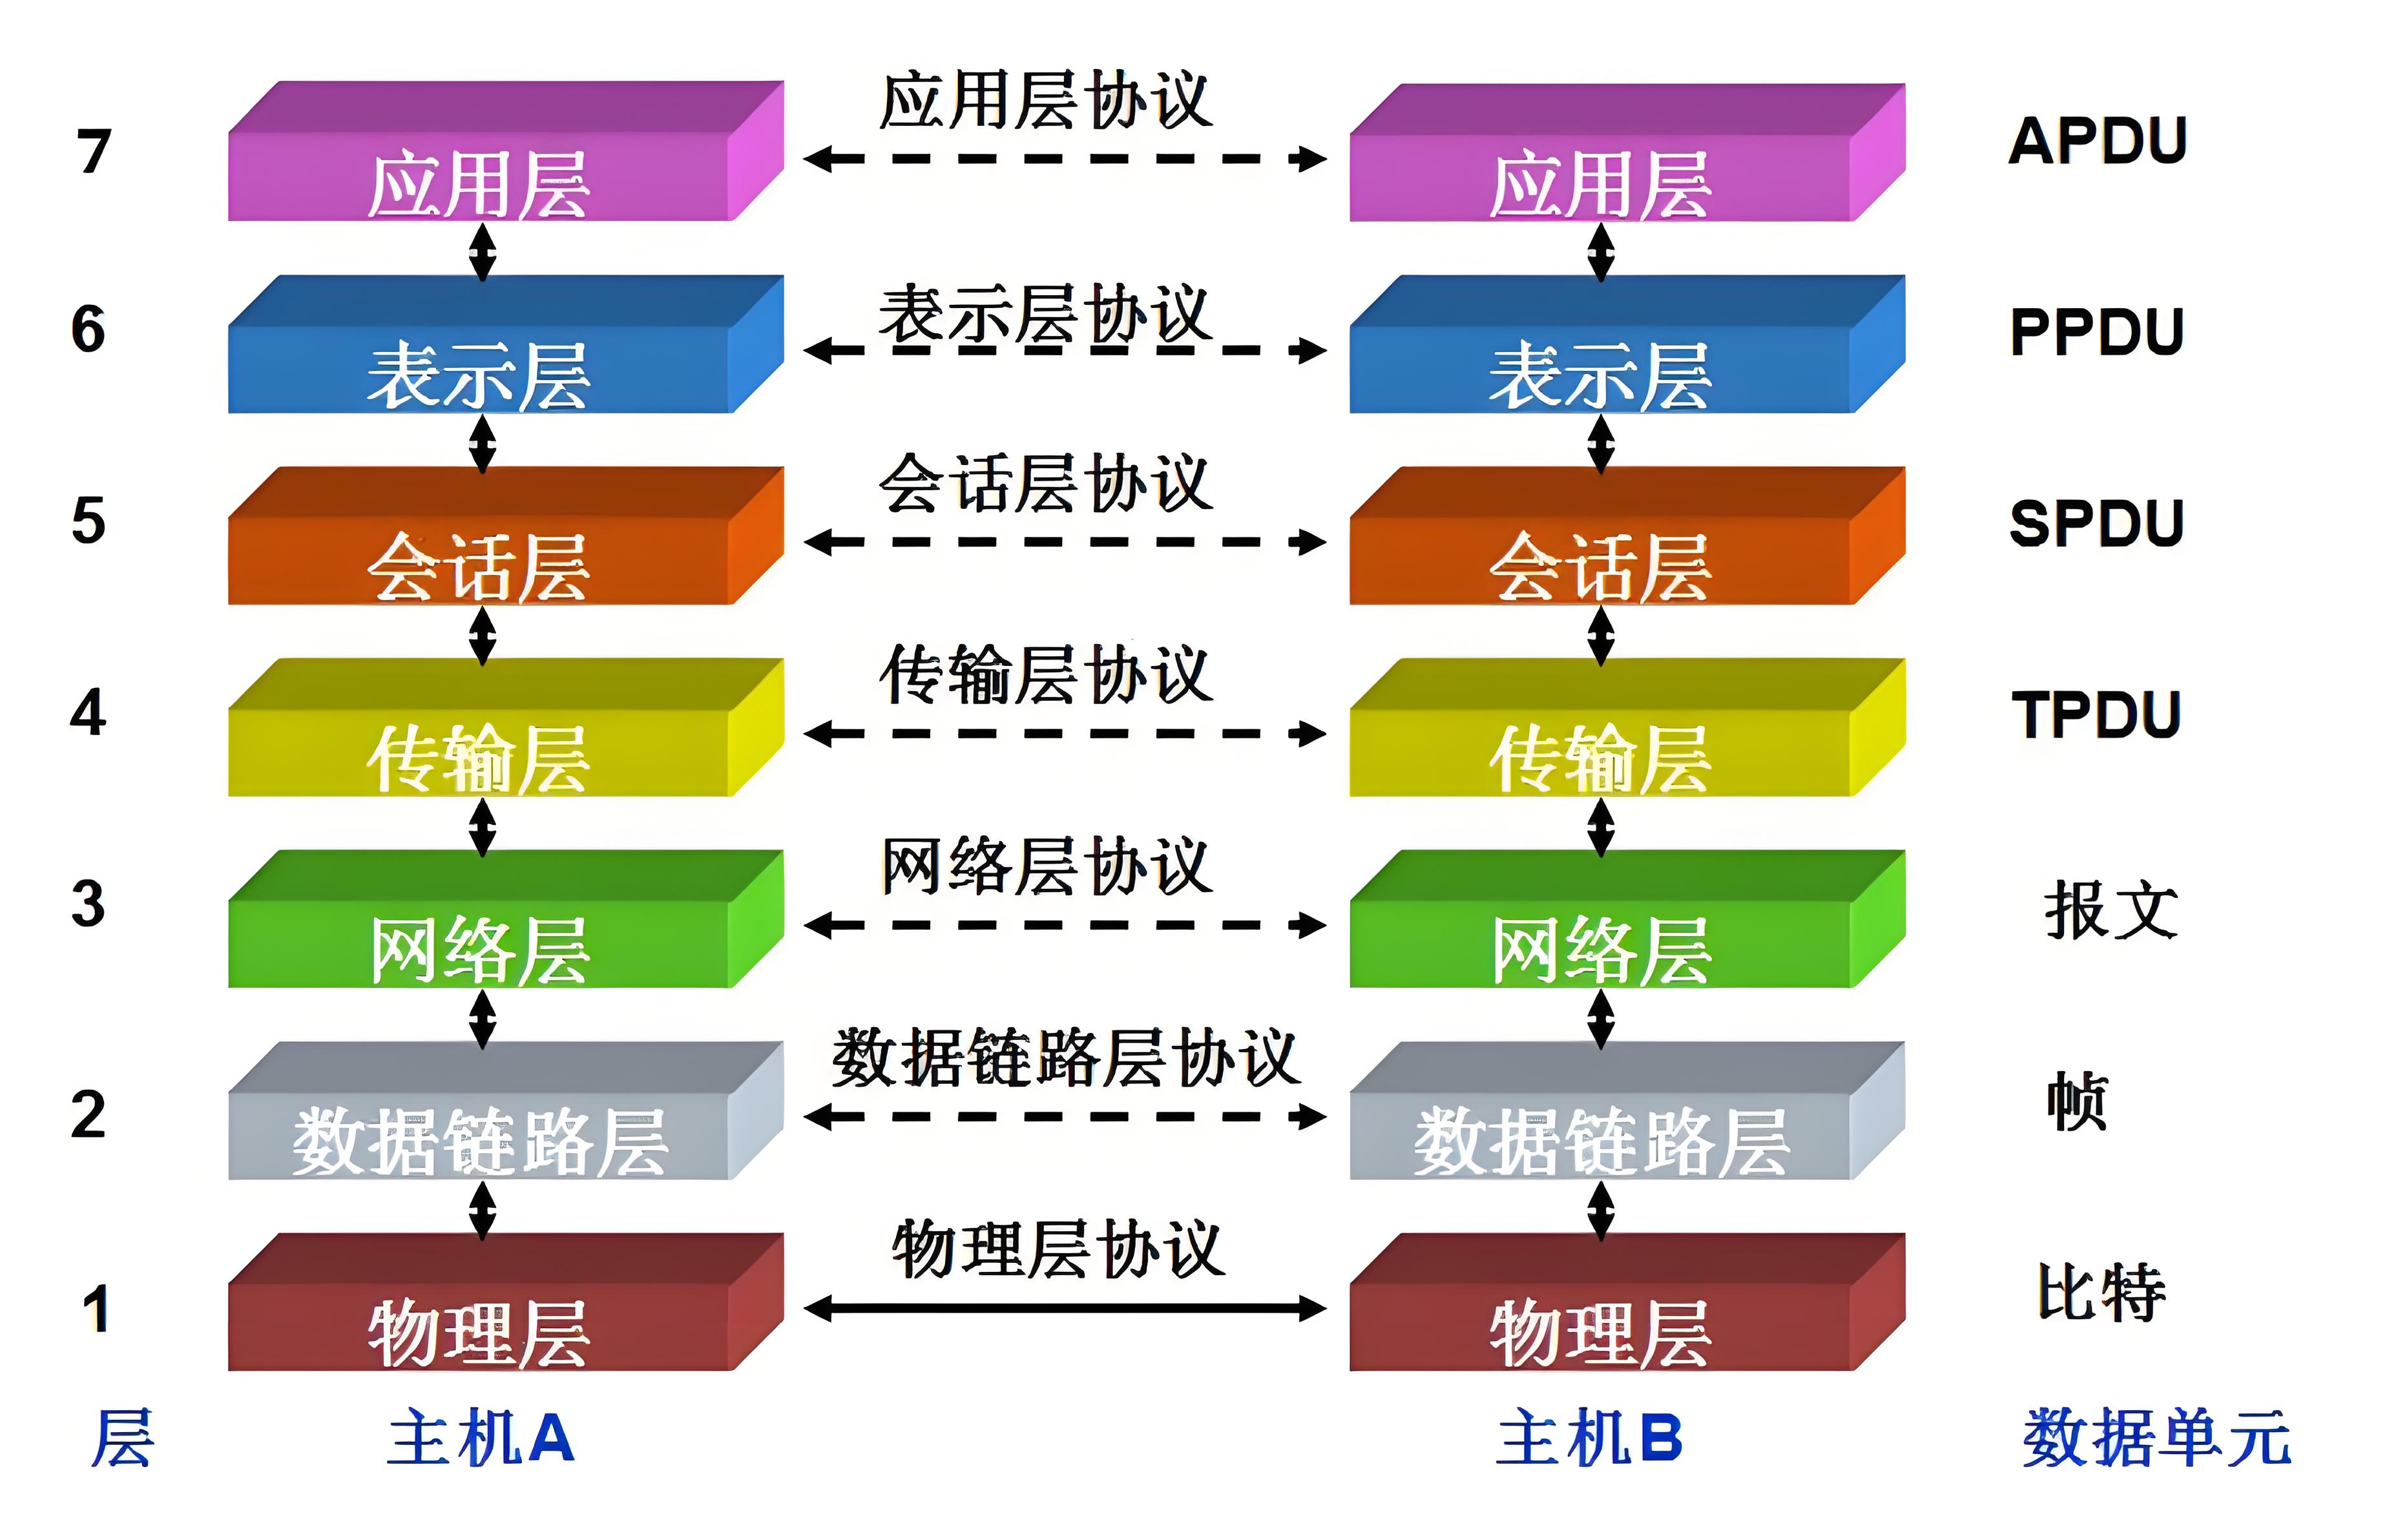 应用层协议
7
应用层
应用层
APDU
表示层协议
6
表示层
表示层
PPDU
会话层协议
5
会话层
会话层
SPDU
传输层协议
4
传输层
传输层
TPDU
网络层协议
3
网络层
网络层
报文
数据链路层协议
2
数据链路层
数据链路层
帧
物理层协议
1
物理层
物理层
比特
层
主机A
主机B
数据单元